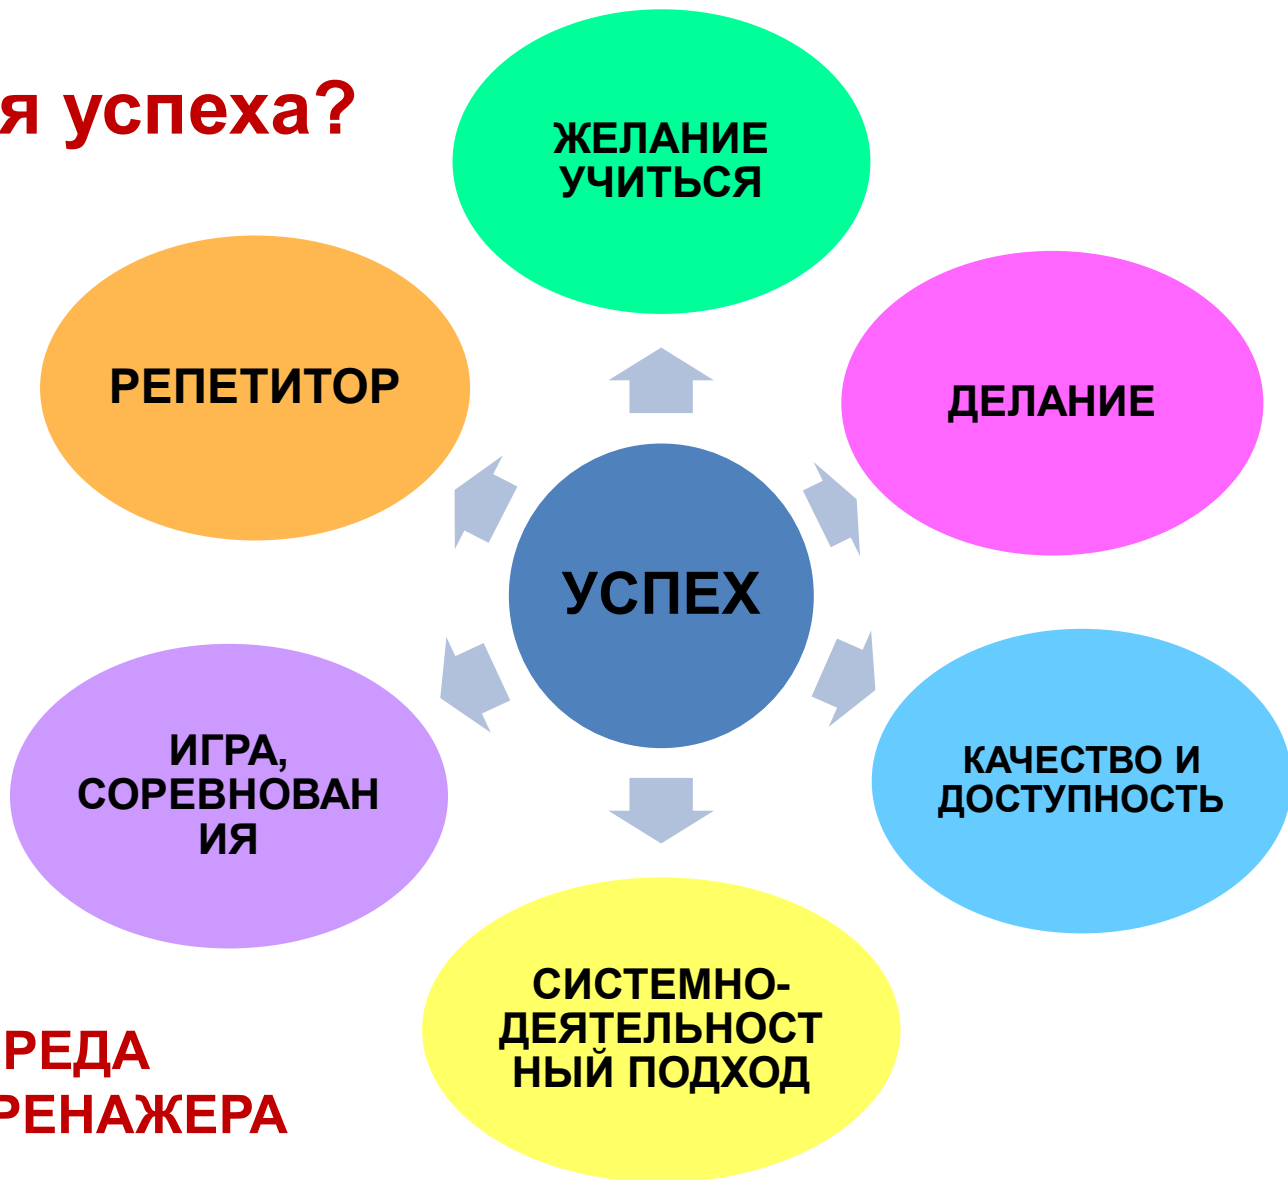 я успеха?
ЖЕЛАНИЕ
УЧИТЬСЯ
РЕПЕТИТОР
ДЕЛАНИЕ
УСПЕХ
ИГРА,
СОРЕВНОВАН
ИЯ
КАЧЕСТВО И
ДОСТУПНОСТЬ
СИСТЕМНО-
ДЕЯТЕЛЬНОСТ
НЫЙ ПОДХОД
РЕДА
РЕНАЖЕРА